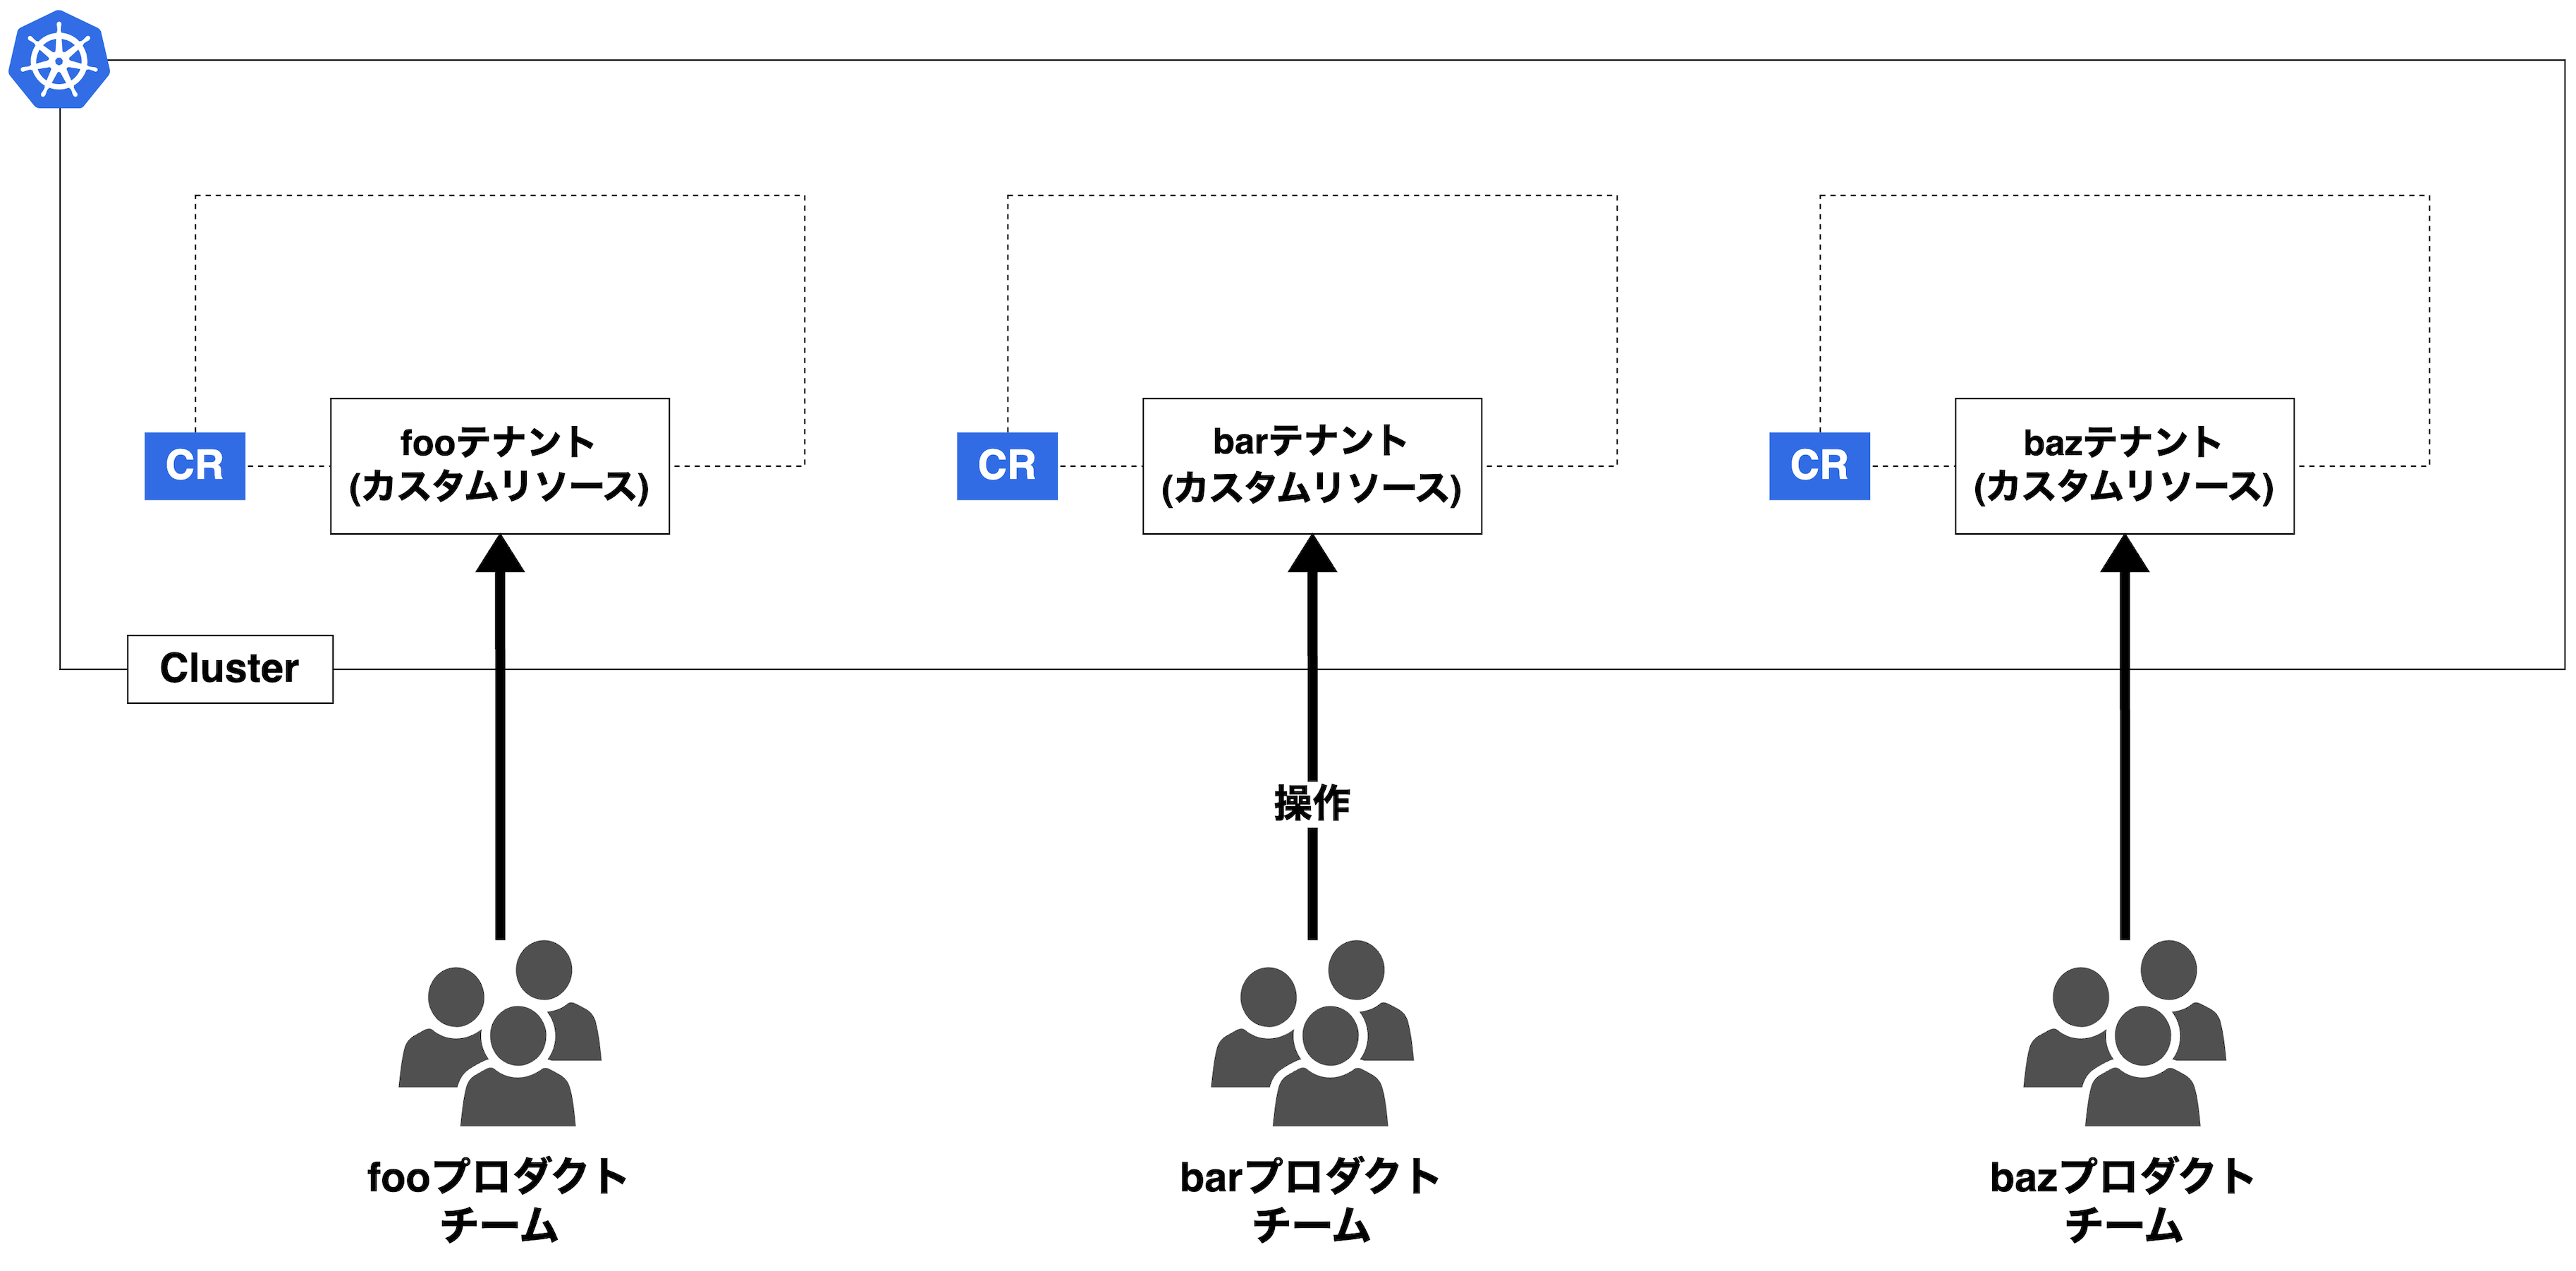 CR
fooテナント
(カスタムリソース)
CR
barテナント
(カスタムリソース)
CR
bazテナント
(カスタムリソース)
Cluster
操作
fooプロダクト
チーム
barプロダクト
チーム
bazプロダクト
チーム